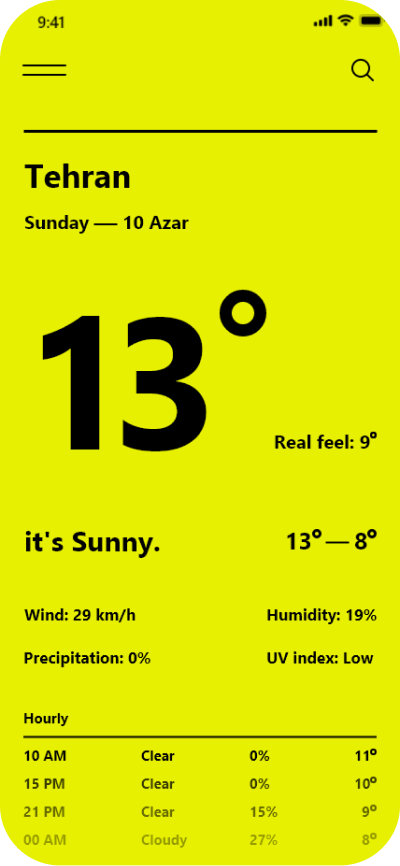 9:41
Tehran
Sunday — 10 Azar
13°
Real feel: 9°
it's Sunny. 13° — 8°
Wind: 29 km/h Humidity: 19%
Precipitation: 0% UV index: Low
Hourly
10 AM Clear 0% 11°
15 PM Clear 0% 10°
21 PM Clear 15% 9°
00 AM Cloudy 27% 8°